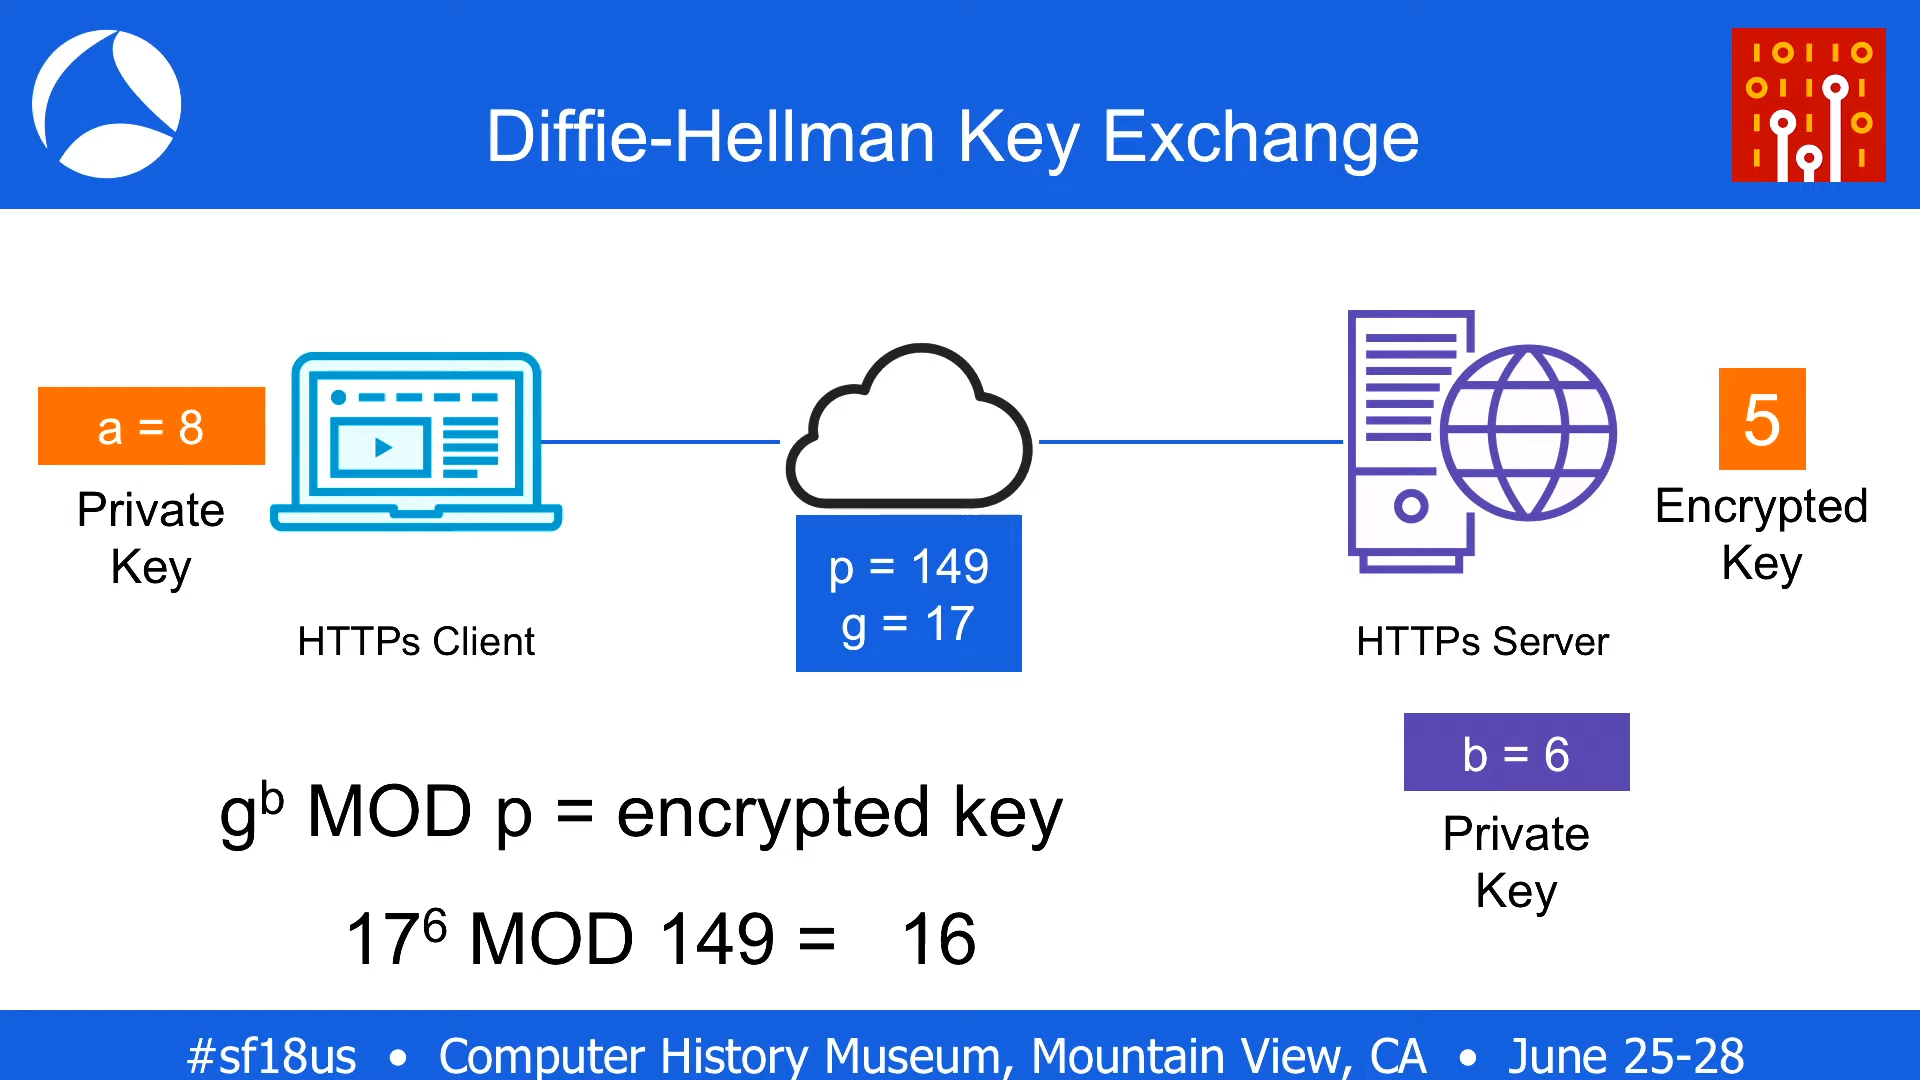 Diffie-Hellman Key Exchange
a = 8
Private
Key
HTTPs Client
p = 149
g = 17
5
Encrypted
Key
HTTPs Server
b = 6
Private
Key
gᵇ MOD p = encrypted key
17⁶ MOD 149 = 16
#sf18us • Computer History Museum, Mountain View, CA • June 25-28